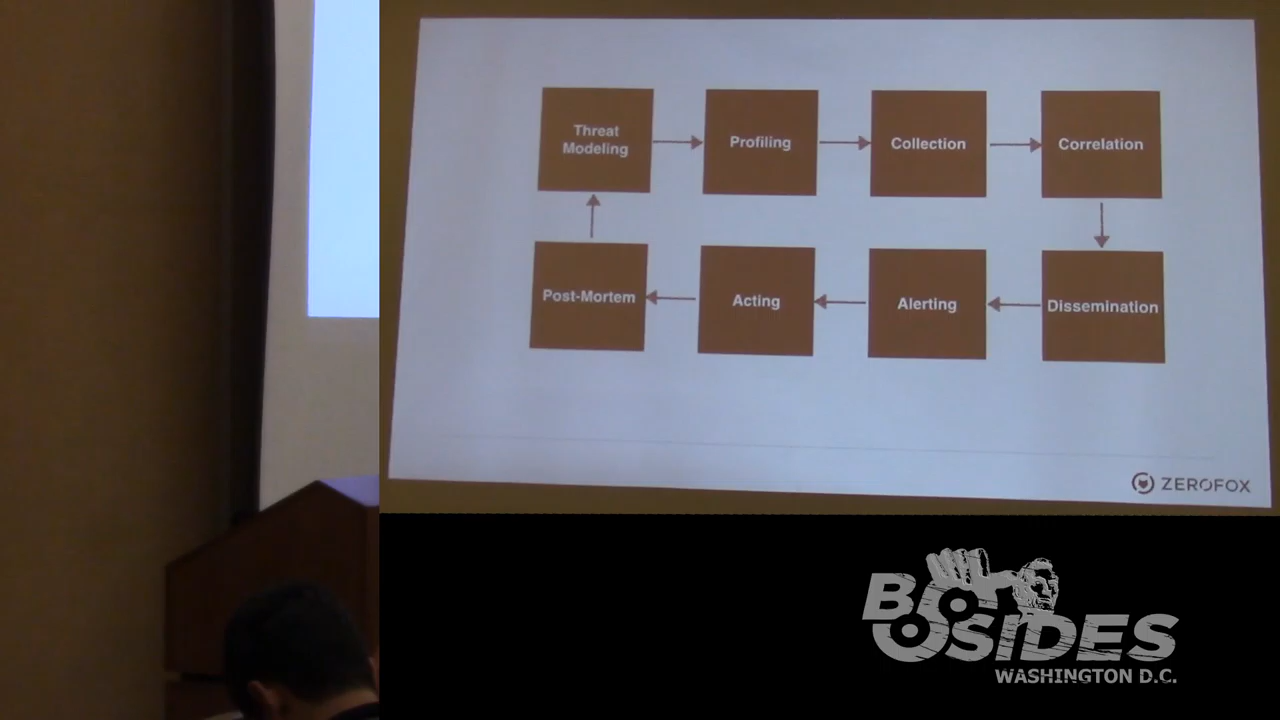 Threat
Modeling
Profiling
Collection
Correlation
Post-Mortem
Acting
Alerting
Dissemination
ZEROFOX
BSIDES
WASHINGTON D.C.